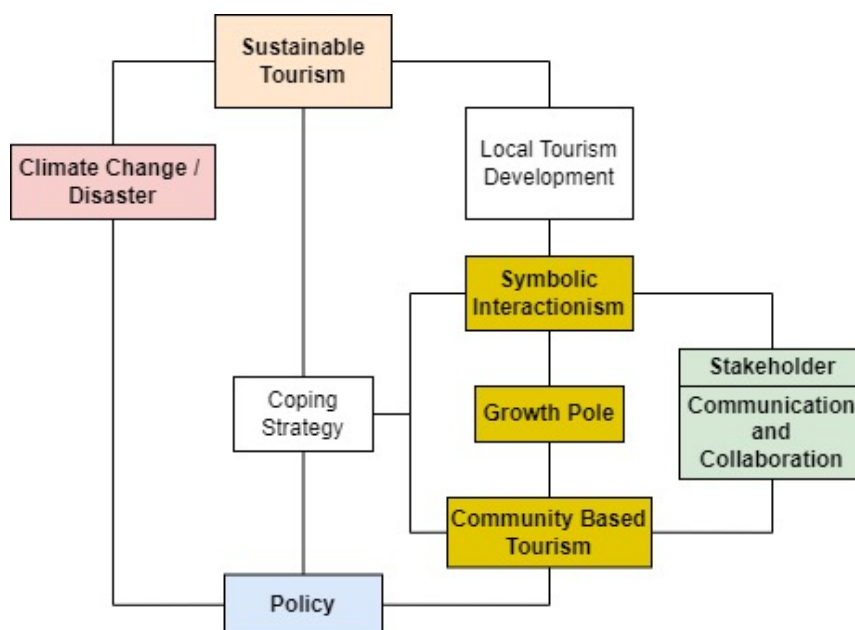 Sustainable
Tourism
Climate Change /
Disaster
Local Tourism
Development
Symbolic
Interactionism
Stakeholder
Communication
and
Collaboration
Coping
Strategy
Growth Pole
Community Based
Tourism
Policy